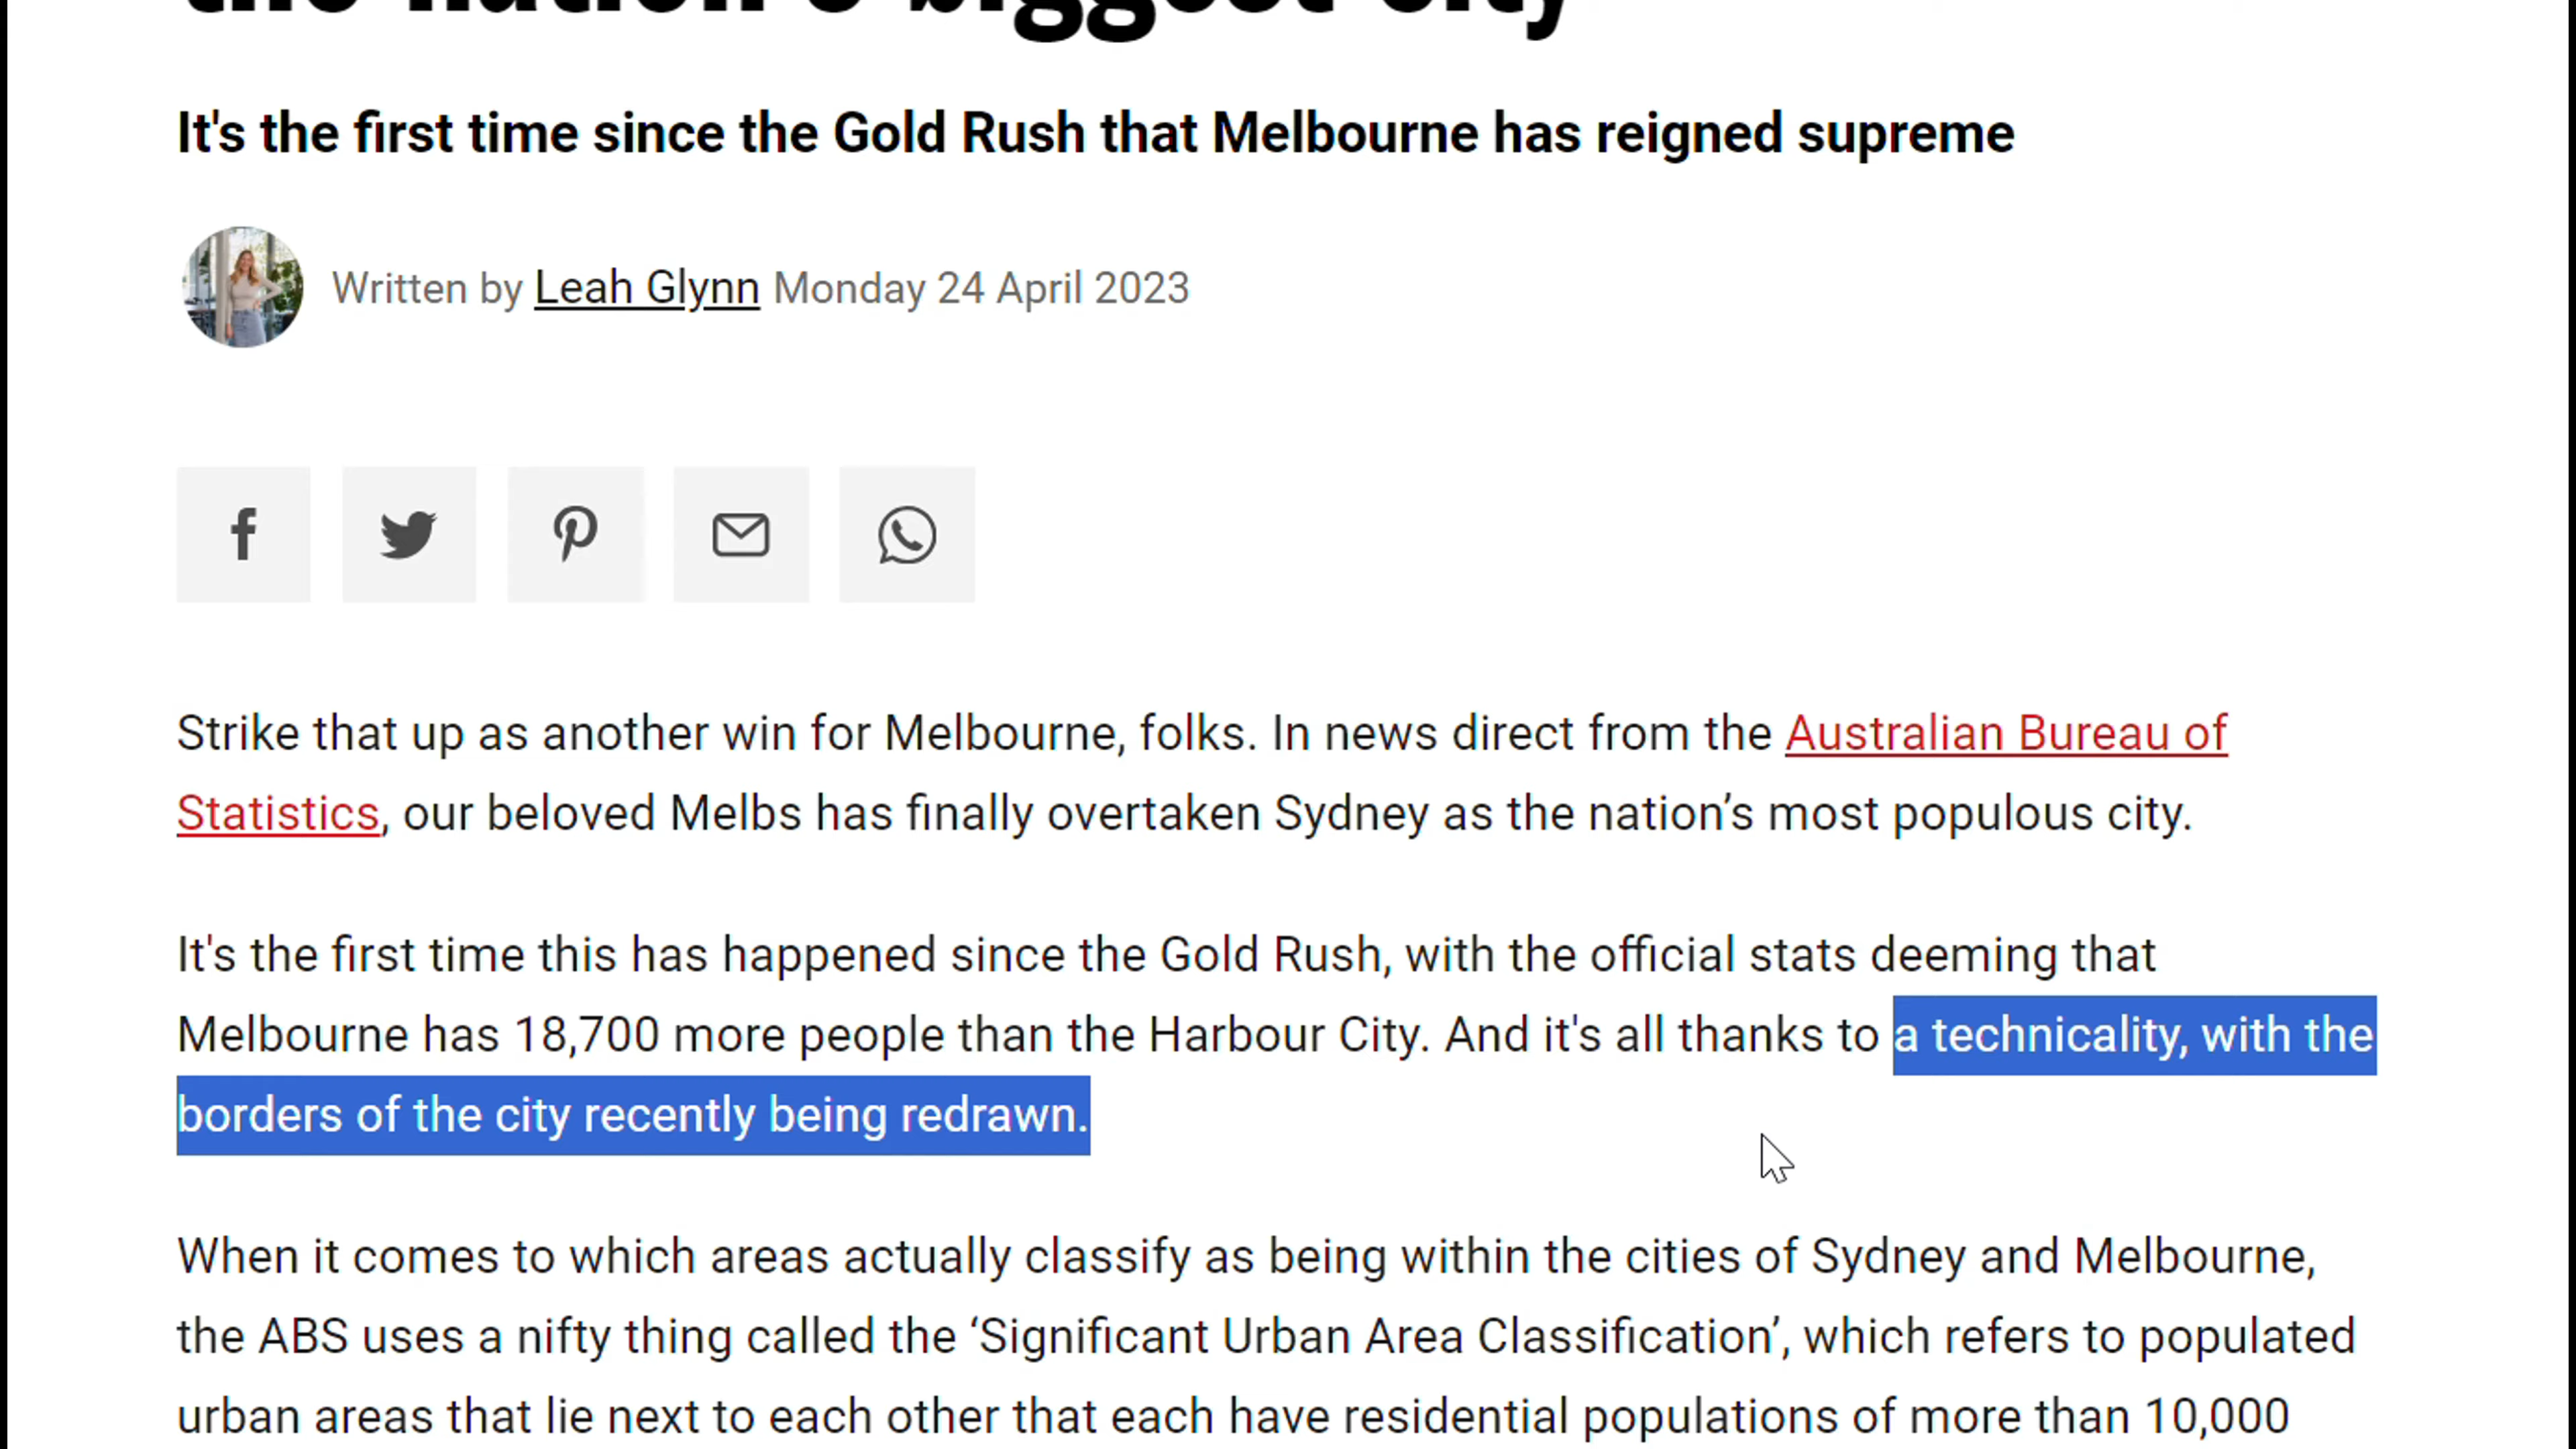 the nation's biggest city
It's the first time since the Gold Rush that Melbourne has reigned supreme
Written by Leah Glynn Monday 24 April 2023
Strike that up as another win for Melbourne, folks. In news direct from the Australian Bureau of
Statistics, our beloved Melbs has finally overtaken Sydney as the nation’s most populous city.
It's the first time this has happened since the Gold Rush, with the official stats deeming that
Melbourne has 18,700 more people than the Harbour City. And it's all thanks to a technicality, with the
borders of the city recently being redrawn.
When it comes to which areas actually classify as being within the cities of Sydney and Melbourne,
the ABS uses a nifty thing called the ‘Significant Urban Area Classification’, which refers to populated
urban areas that lie next to each other that each have residential populations of more than 10,000